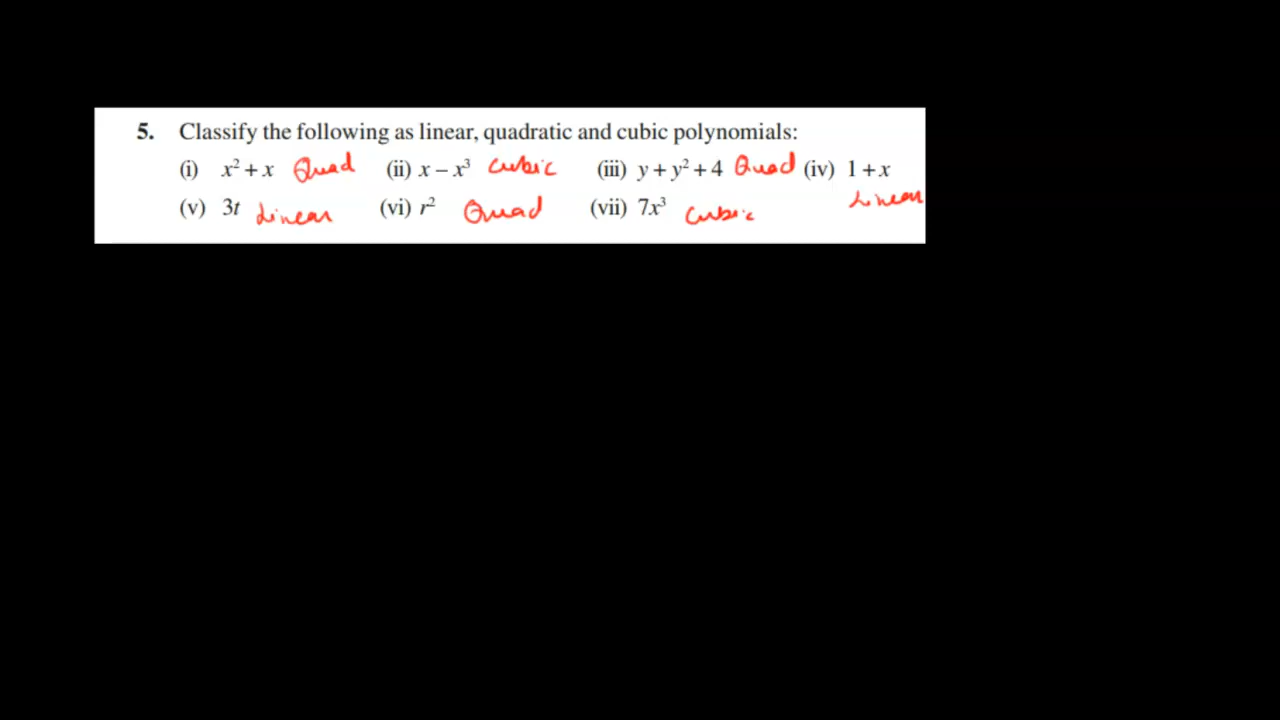 5. Classify the following as linear, quadratic and cubic polynomials:
(i) x² + x Quad (ii) x – x³ cubic (iii) y + y² + 4 Quad (iv) 1 + x
Linear
(v) 3t Linear (vi) r² Quad (vii) 7x³ cubic